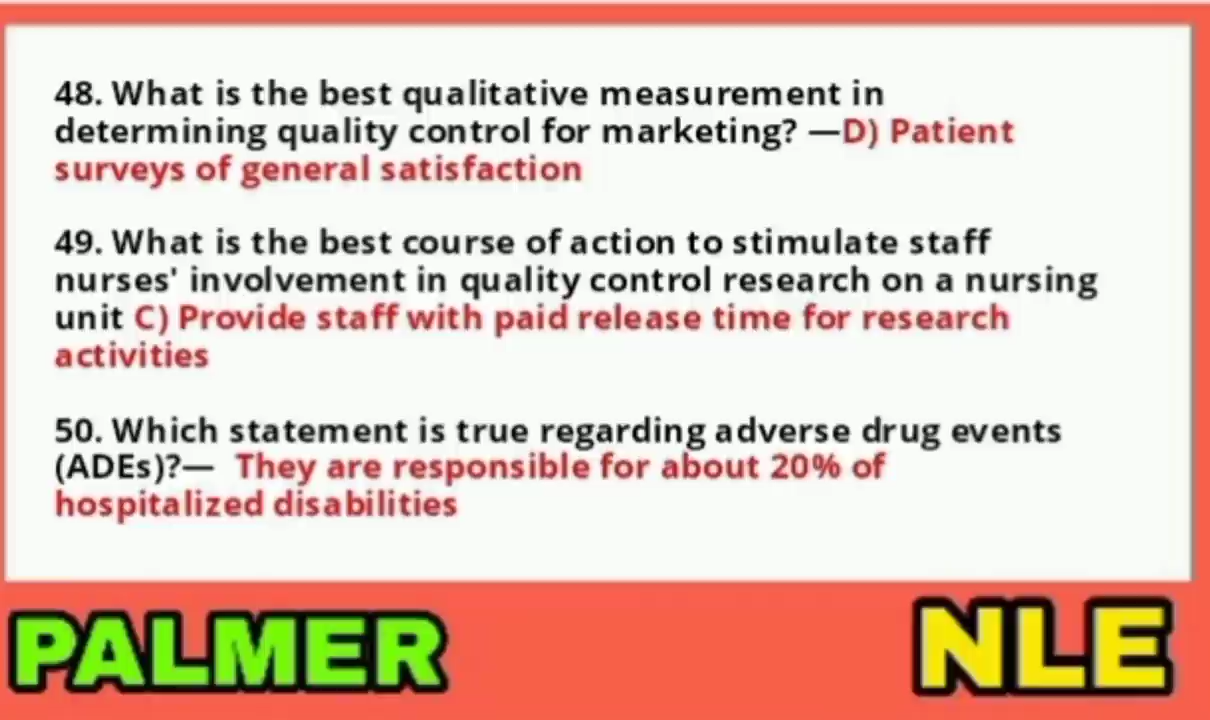 48. What is the best qualitative measurement in
determining quality control for marketing? —D) Patient
surveys of general satisfaction
49. What is the best course of action to stimulate staff
nurses' involvement in quality control research on a nursing
unit C) Provide staff with paid release time for research
activities
50. Which statement is true regarding adverse drug events
(ADEs)?— They are responsible for about 20% of
hospitalized disabilities
PALMER
NLE